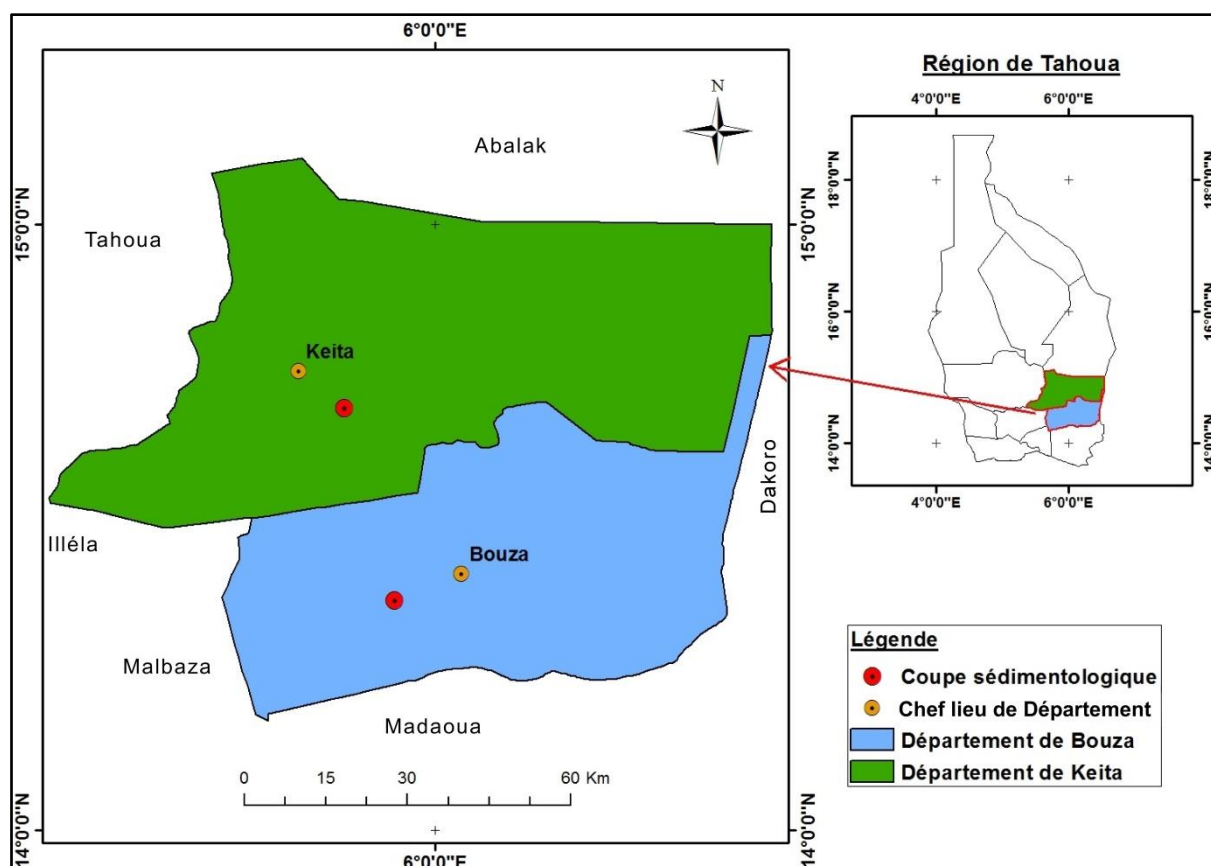 6°0'0"E
N
Abalak
Tahoua
15°0'0"N
15°0'0"N
Keita
Dakoro
Illéla
Bouza
Malbaza
Madaoua
0 15 30 60 Km
14°0'0"N
14°0'0"N
6°0'0"E
Région de Tahoua
4°0'0"E 6°0'0"E
18°0'0"N
18°0'0"N
16°0'0"N
16°0'0"N
14°0'0"N
14°0'0"N
4°0'0"E 6°0'0"E
Légende
Coupe sédimentologique
Chef lieu de Département
Département de Bouza
Département de Keita